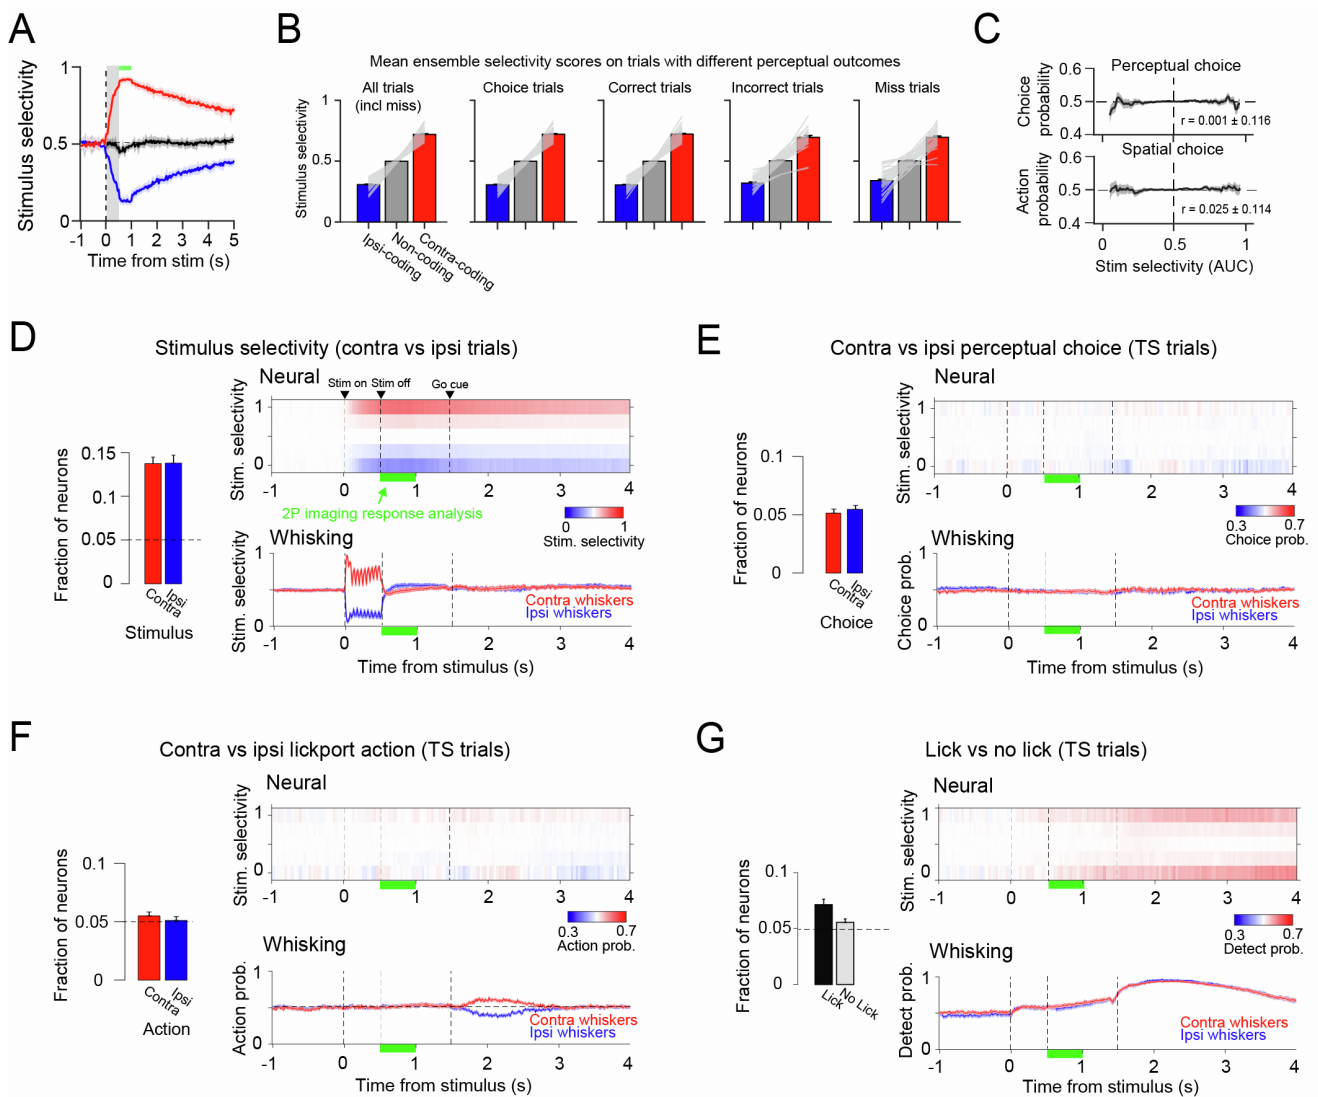 A
Stimulus selectivity
1
0.5
0
-1 0 1 2 3 4 5
Time from stim (s)
B
Mean ensemble selectivity scores on trials with different perceptual outcomes
All trials
(incl miss)
Choice trials
Correct trials
Incorrect trials
Miss trials
Stimulus selectivity
1
0.5
0
Ipsi-coding
Non-coding
Contra-coding
C
Perceptual choice
Choice
probability
0.6
0.5
0.4
r = 0.001 ± 0.116
Spatial choice
Action
probability
0.6
0.5
0.4
r = 0.025 ± 0.114
0 0.5 1
Stim selectivity (AUC)
D
Stimulus selectivity (contra vs ipsi trials)
Fraction of neurons
0.15
0.1
0.05
0
Contra
Ipsi
Stimulus
Neural
Stim on
Stim off
Go cue
Stim. selectivity
1
0
-1 0 1 2 3 4
2P imaging response analysis
0 1
Stim. selectivity
Whisking
Stim. selectivity
1
0
Contra whiskers
Ipsi whiskers
-1 0 1 2 3 4
Time from stimulus (s)
E
Contra vs ipsi perceptual choice (TS trials)
Fraction of neurons
0.1
0.05
0
Contra
Ipsi
Choice
Neural
Stim. selectivity
1
0
-1 0 1 2 3 4
0.3 0.7
Choice prob.
Whisking
Choice prob.
1
0
Contra whiskers
Ipsi whiskers
-1 0 1 2 3 4
Time from stimulus (s)
F
Contra vs ipsi lickport action (TS trials)
Fraction of neurons
0.1
0.05
0
Contra
Ipsi
Action
Neural
Stim. selectivity
1
0
-1 0 1 2 3 4
0.3 0.7
Action prob.
Whisking
Action prob.
1
0
Contra whiskers
Ipsi whiskers
-1 0 1 2 3 4
Time from stimulus (s)
G
Lick vs no lick (TS trials)
Fraction of neurons
0.1
0.05
0
Lick
No Lick
Neural
Stim. selectivity
1
0
-1 0 1 2 3 4
0.3 0.7
Detect prob.
Whisking
Detect prob.
1
0
Contra whiskers
Ipsi whiskers
-1 0 1 2 3 4
Time from stimulus (s)